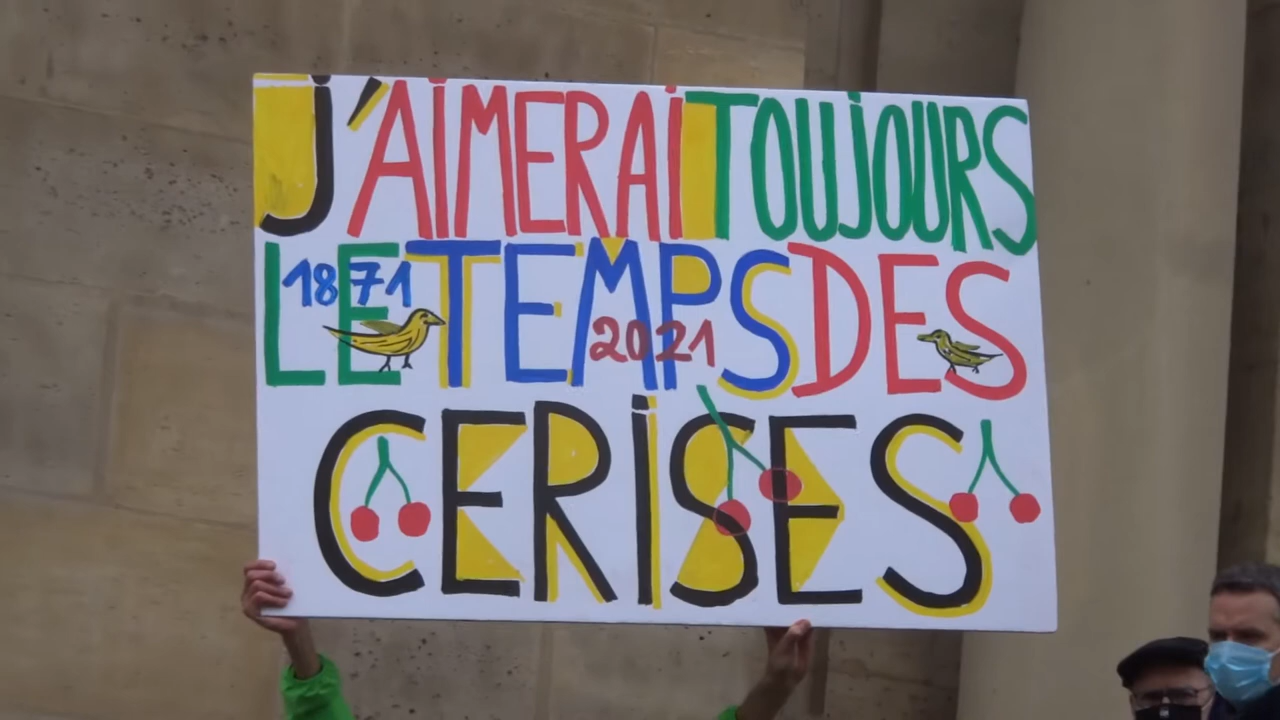 J'AIMERAI TOUJOURS
LE TEMPS DES
1871
2021
CERISES